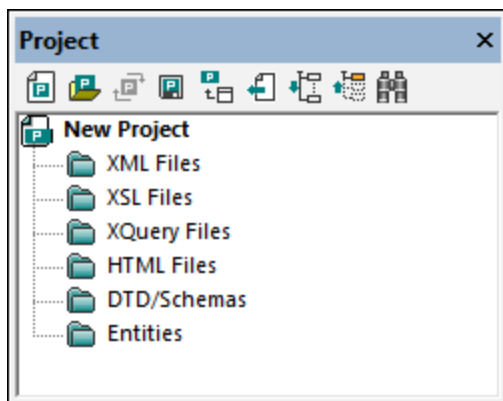 Project
New Project
XML Files
XSL Files
XQuery Files
HTML Files
DTD/Schemas
Entities